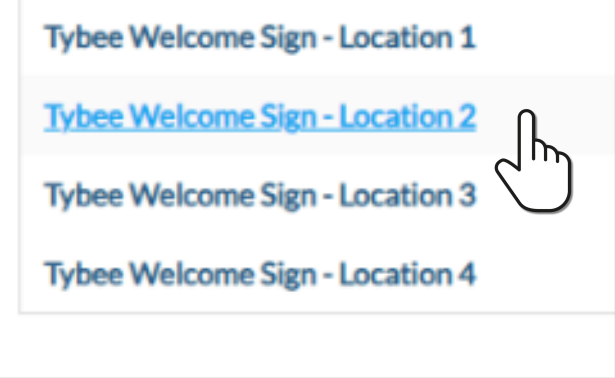 Tybee Welcome Sign - Location 1
Tybee Welcome Sign - Location 2
Tybee Welcome Sign - Location 3
Tybee Welcome Sign - Location 4